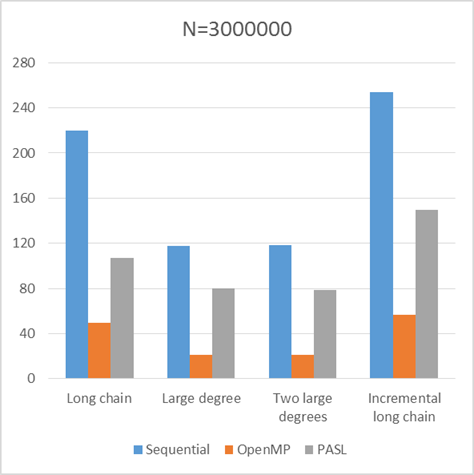 N=3000000
280
240
200
160
120
80
40
0
Long chain
Large degree
Two large
degrees
Incremental
long chain
Sequential
OpenMP
PASL